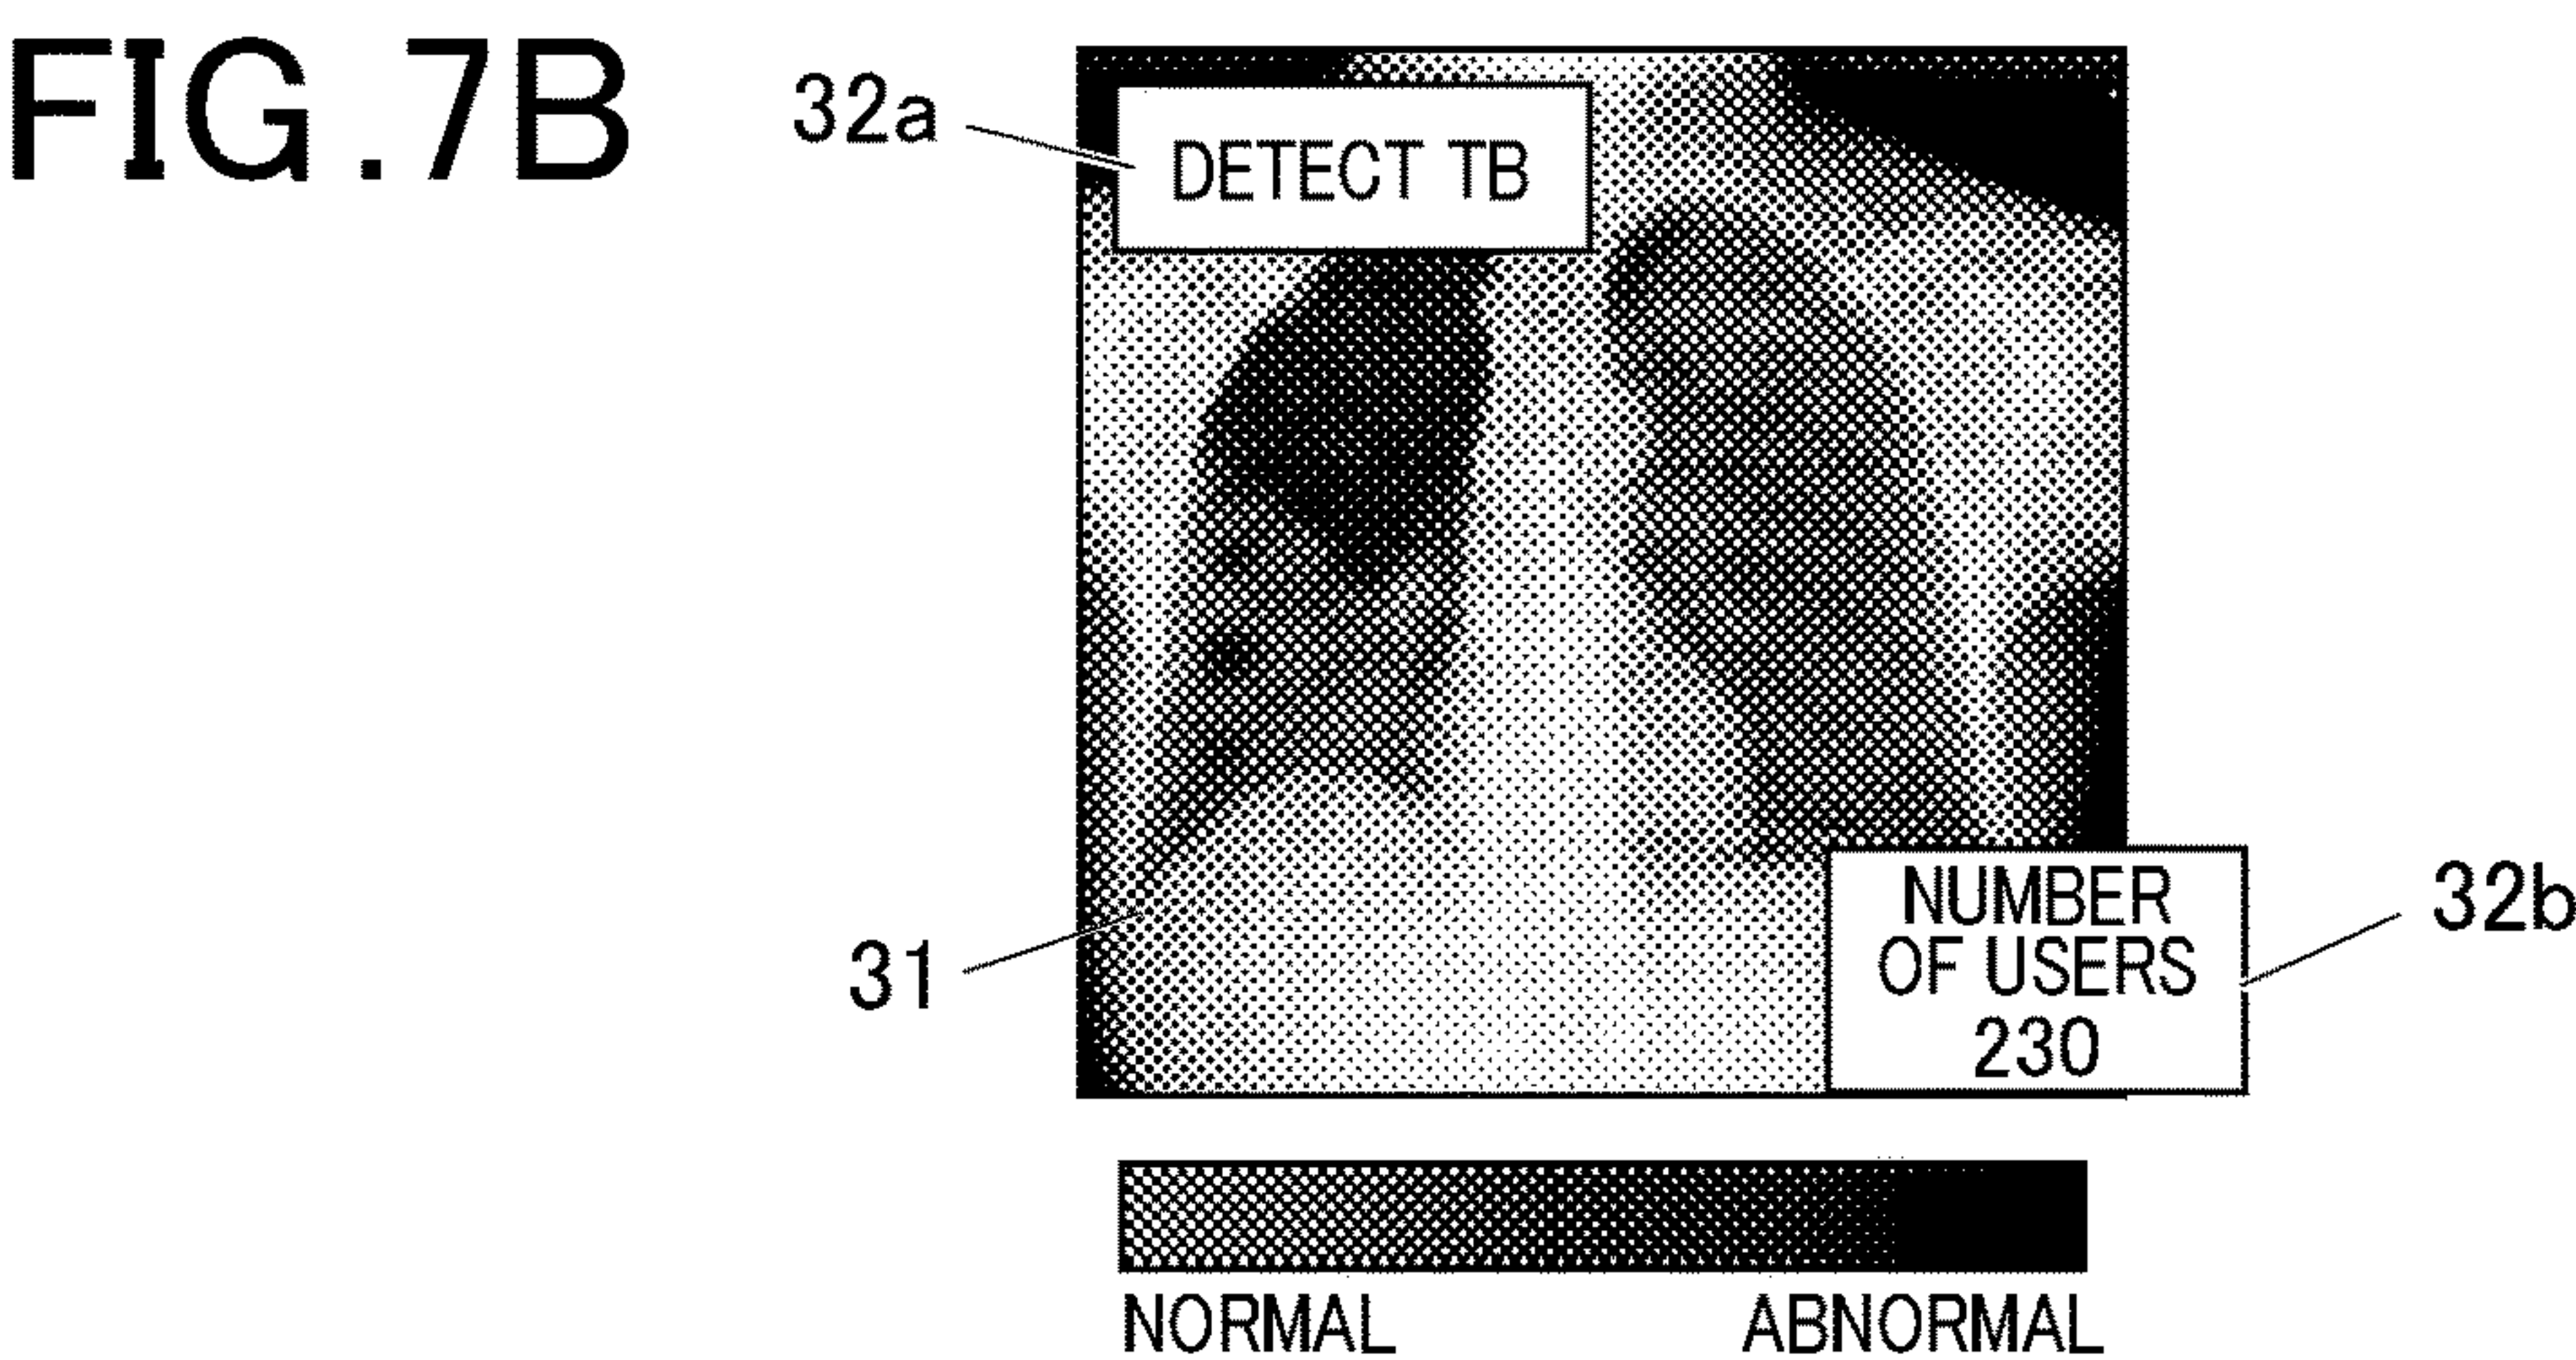 FIG.7B
32a
DETECT TB
31
NUMBER
OF USERS
230
32b
NORMAL ABNORMAL